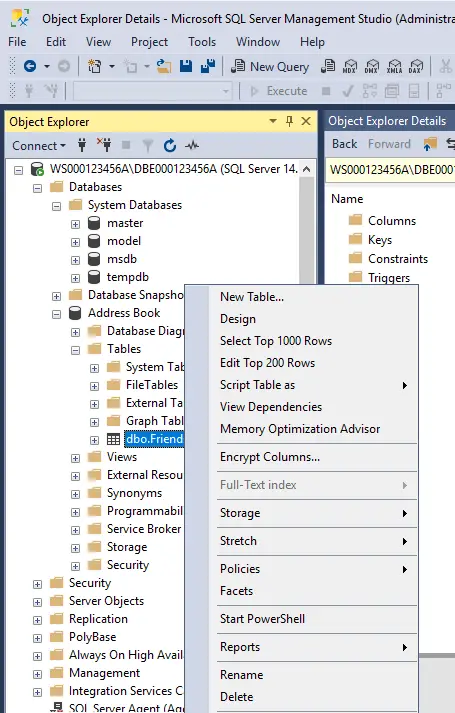 Object Explorer Details - Microsoft SQL Server Management Studio (Administra
File Edit View Project Tools Window Help
New Query MDX DMX XMLA DAX
Execute
Object Explorer
Connect
WS000123456A\DBE000123456A (SQL Server 14.
Databases
System Databases
master
model
msdb
tempdb
Database Snapsho
Address Book
Database Diagr
Tables
System Tab
FileTables
External Ta
Graph Tabl
dbo.Friend
Views
External Resou
Synonyms
Programmabil
Service Broker
Storage
Security
Security
Server Objects
Replication
PolyBase
Always On High Availa
Management
Integration Services Ca
SQL Server Agent (Age
Object Explorer Details
Back Forward
WS000123456A\DBE000123456A
Name
Columns
Keys
Constraints
Triggers
New Table...
Design
Select Top 1000 Rows
Edit Top 200 Rows
Script Table as
View Dependencies
Memory Optimization Advisor
Encrypt Columns...
Full-Text index
Storage
Stretch
Policies
Facets
Start PowerShell
Reports
Rename
Delete